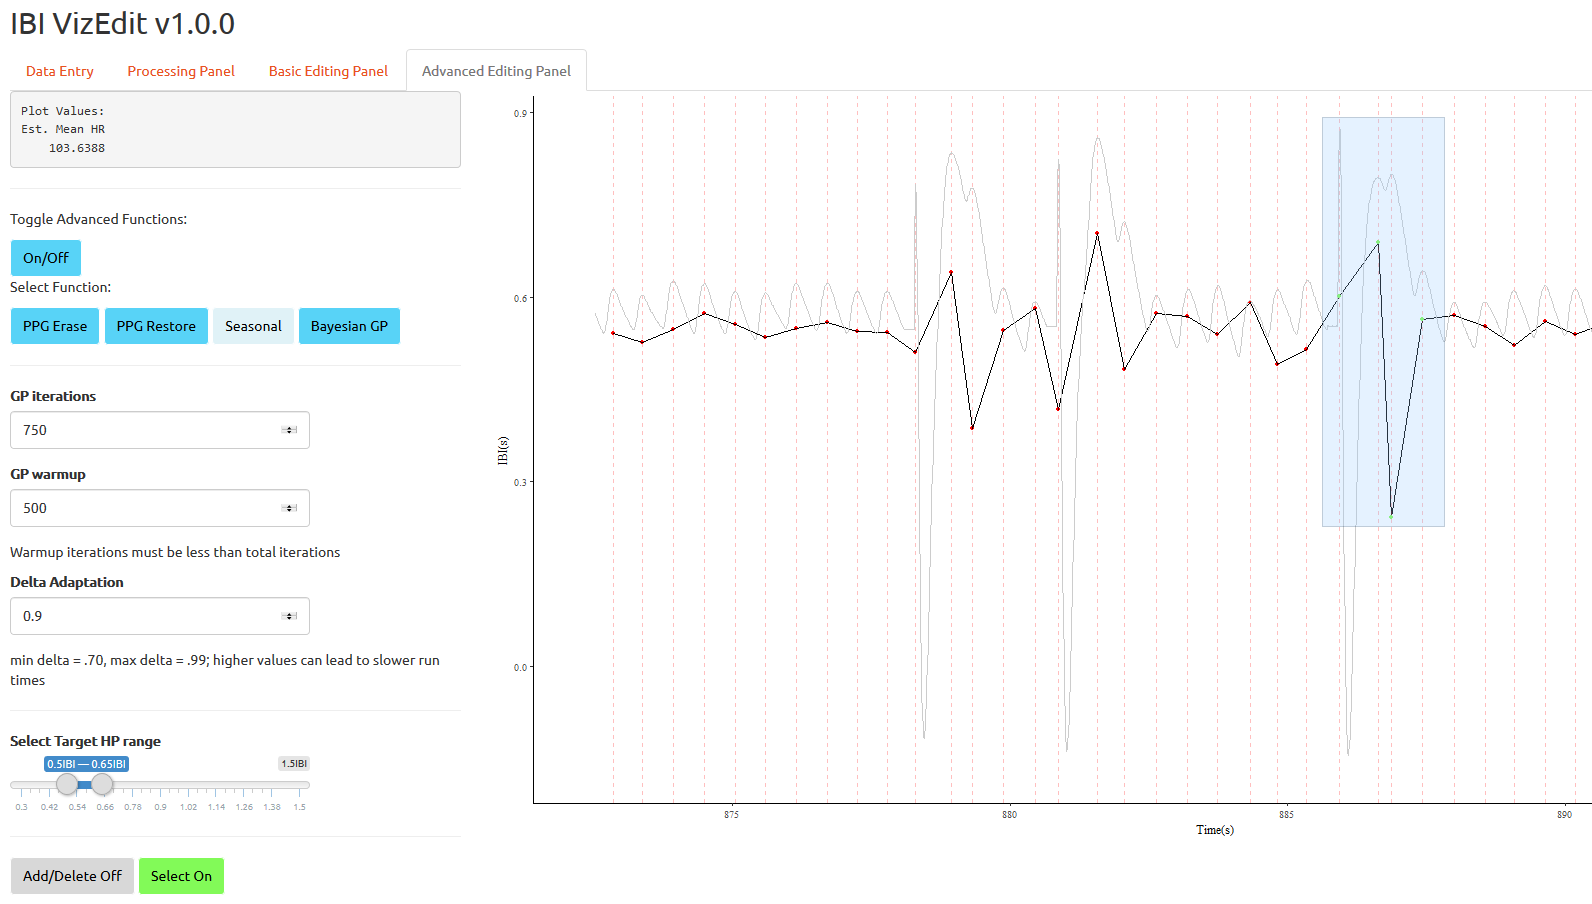 IBI VizEdit v1.0.0
Data Entry Processing Panel Basic Editing Panel Advanced Editing Panel
Plot Values:
Est. Mean HR
103.6388
Toggle Advanced Functions:
On/Off
Select Function:
PPG Erase PPG Restore Seasonal Bayesian GP
GP iterations
750
GP warmup
500
Warmup iterations must be less than total iterations
Delta Adaptation
0.9
min delta = .70, max delta = .99; higher values can lead to slower run
times
Select Target HP range
0.5IBI — 0.65IBI 1.5IBI
0.3 0.42 0.54 0.66 0.78 0.9 1.02 1.14 1.26 1.38 1.5
Add/Delete Off Select On
0.9
0.6
0.3
0.0
IBI(s)
875 880 885 890
Time(s)